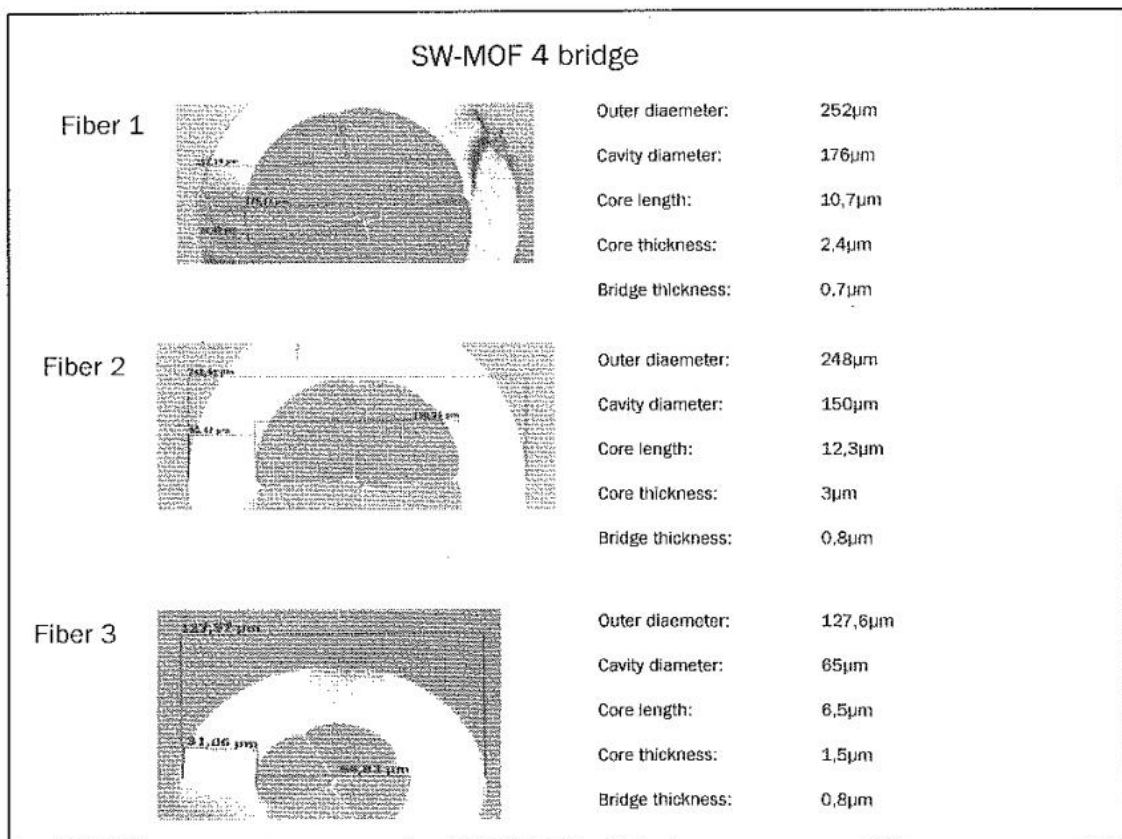 SW-MOF 4 bridge
Fiber 1
Outer diaemeter: 252µm
Cavity diameter: 176µm
Core length: 10,7µm
Core thickness: 2,4µm
Bridge thickness: 0,7µm
Fiber 2
Outer diaemeter: 248µm
Cavity diameter: 150µm
Core length: 12,3µm
Core thickness: 3µm
Bridge thickness: 0,8µm
Fiber 3
127,57 µm
Outer diaemeter: 127,6µm
Cavity diameter: 65µm
Core length: 6,5µm
31,06 µm
Core thickness: 1,5µm
Bridge thickness: 0,8µm